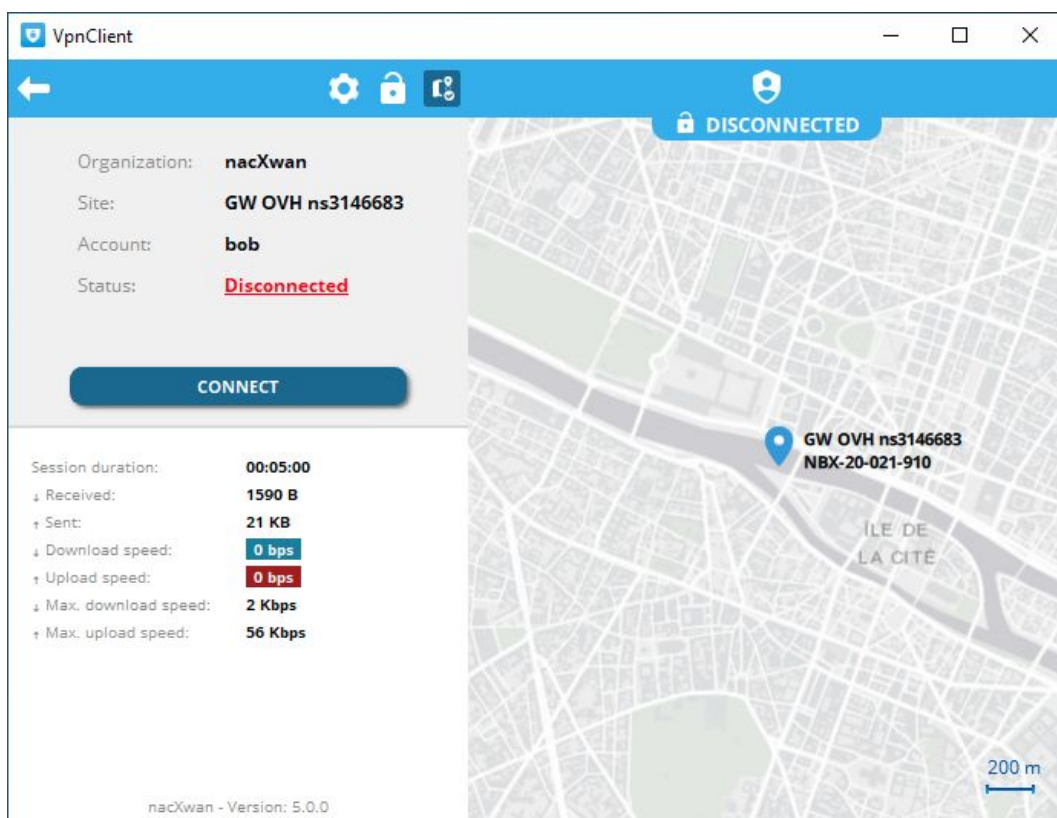 VpnClient
DISCONNECTED
Organization: nacXwan
Site: GW OVH ns3146683
Account: bob
Status: Disconnected
CONNECT
Session duration: 00:05:00
↓ Received: 1590 B
↑ Sent: 21 KB
↓ Download speed: 0 bps
↑ Upload speed: 0 bps
↓ Max. download speed: 2 Kbps
↑ Max. upload speed: 56 Kbps
nacXwan - Version: 5.0.0
GW OVH ns3146683
NBX-20-021-910
ÎLE DE
LA CITÉ
200 m